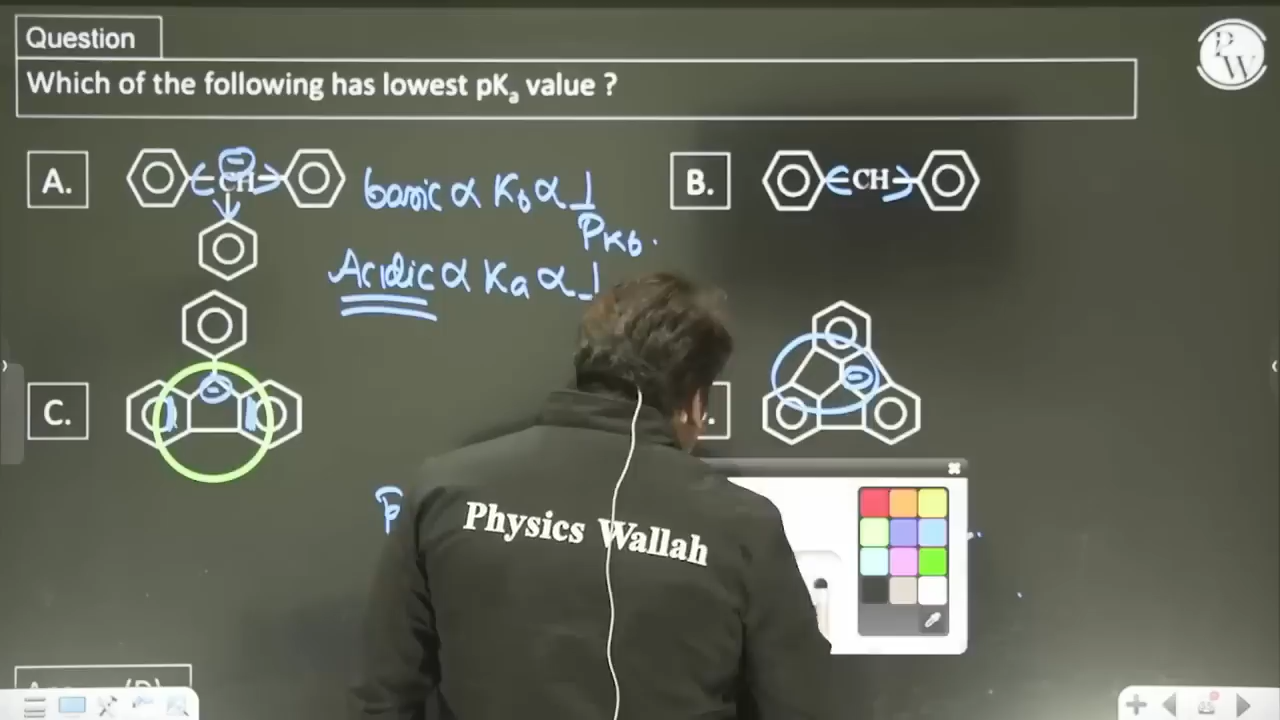 Question
Which of the following has lowest pKa value ?
A.
CH
basic ∝ Kb ∝ 1
PKb.
B.
CH
Acidic ∝ Ka ∝ 1
C.
Physics Wallah
PW